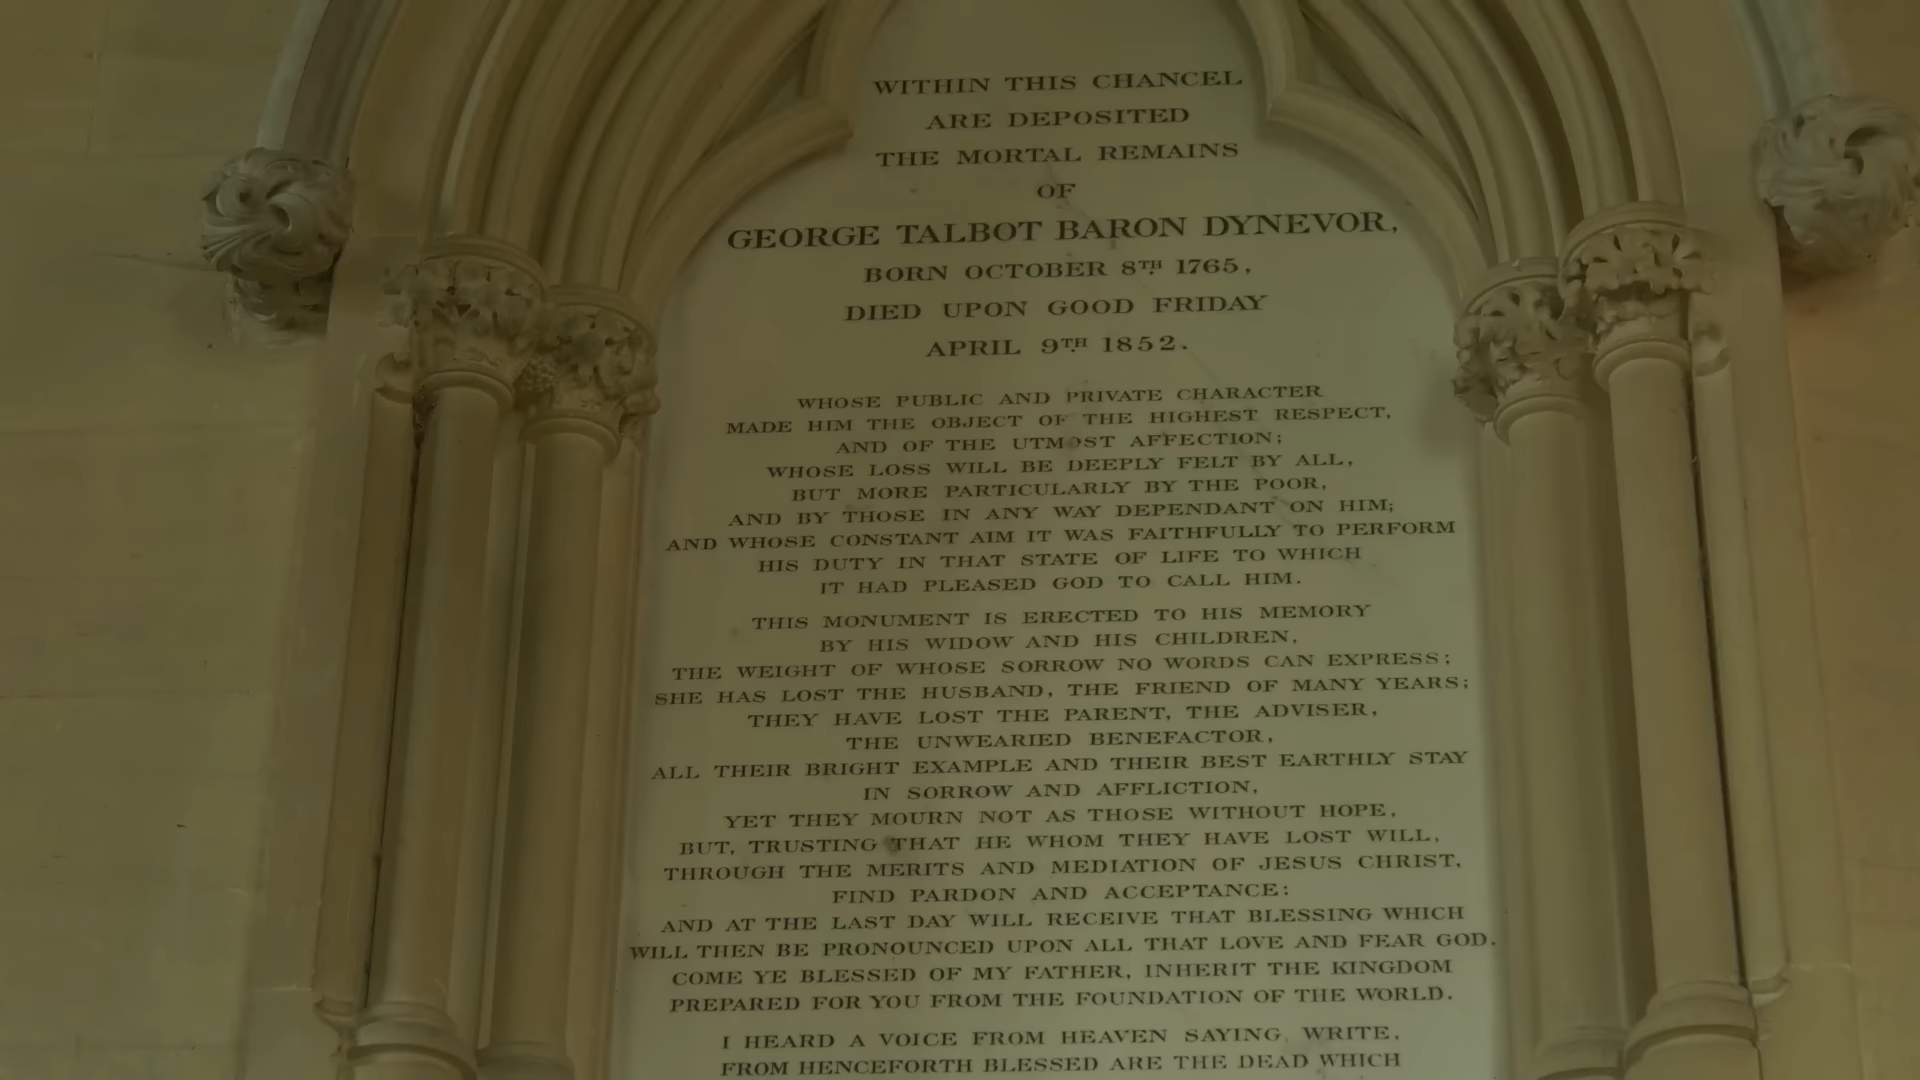 WITHIN THIS CHANCEL
ARE DEPOSITED
THE MORTAL REMAINS
OF
GEORGE TALBOT BARON DYNEVOR,
BORN OCTOBER 8TH 1765,
DIED UPON GOOD FRIDAY
APRIL 9TH 1852.
WHOSE PUBLIC AND PRIVATE CHARACTER
MADE HIM THE OBJECT OF THE HIGHEST RESPECT,
AND OF THE UTMOST AFFECTION;
WHOSE LOSS WILL BE DEEPLY FELT BY ALL,
BUT MORE PARTICULARLY BY THE POOR,
AND BY THOSE IN ANY WAY DEPENDANT ON HIM;
AND WHOSE CONSTANT AIM IT WAS FAITHFULLY TO PERFORM
HIS DUTY IN THAT STATE OF LIFE TO WHICH
IT HAD PLEASED GOD TO CALL HIM.
THIS MONUMENT IS ERECTED TO HIS MEMORY
BY HIS WIDOW AND HIS CHILDREN,
THE WEIGHT OF WHOSE SORROW NO WORDS CAN EXPRESS;
SHE HAS LOST THE HUSBAND, THE FRIEND OF MANY YEARS;
THEY HAVE LOST THE PARENT, THE ADVISER,
THE UNWEARIED BENEFACTOR,
ALL THEIR BRIGHT EXAMPLE AND THEIR BEST EARTHLY STAY
IN SORROW AND AFFLICTION,
YET THEY MOURN NOT AS THOSE WITHOUT HOPE,
BUT, TRUSTING THAT HE WHOM THEY HAVE LOST WILL,
THROUGH THE MERITS AND MEDIATION OF JESUS CHRIST,
FIND PARDON AND ACCEPTANCE:
AND AT THE LAST DAY WILL RECEIVE THAT BLESSING WHICH
WILL THEN BE PRONOUNCED UPON ALL THAT LOVE AND FEAR GOD.
COME YE BLESSED OF MY FATHER, INHERIT THE KINGDOM
PREPARED FOR YOU FROM THE FOUNDATION OF THE WORLD.
I HEARD A VOICE FROM HEAVEN SAYING, WRITE,
FROM HENCEFORTH BLESSED ARE THE DEAD WHICH